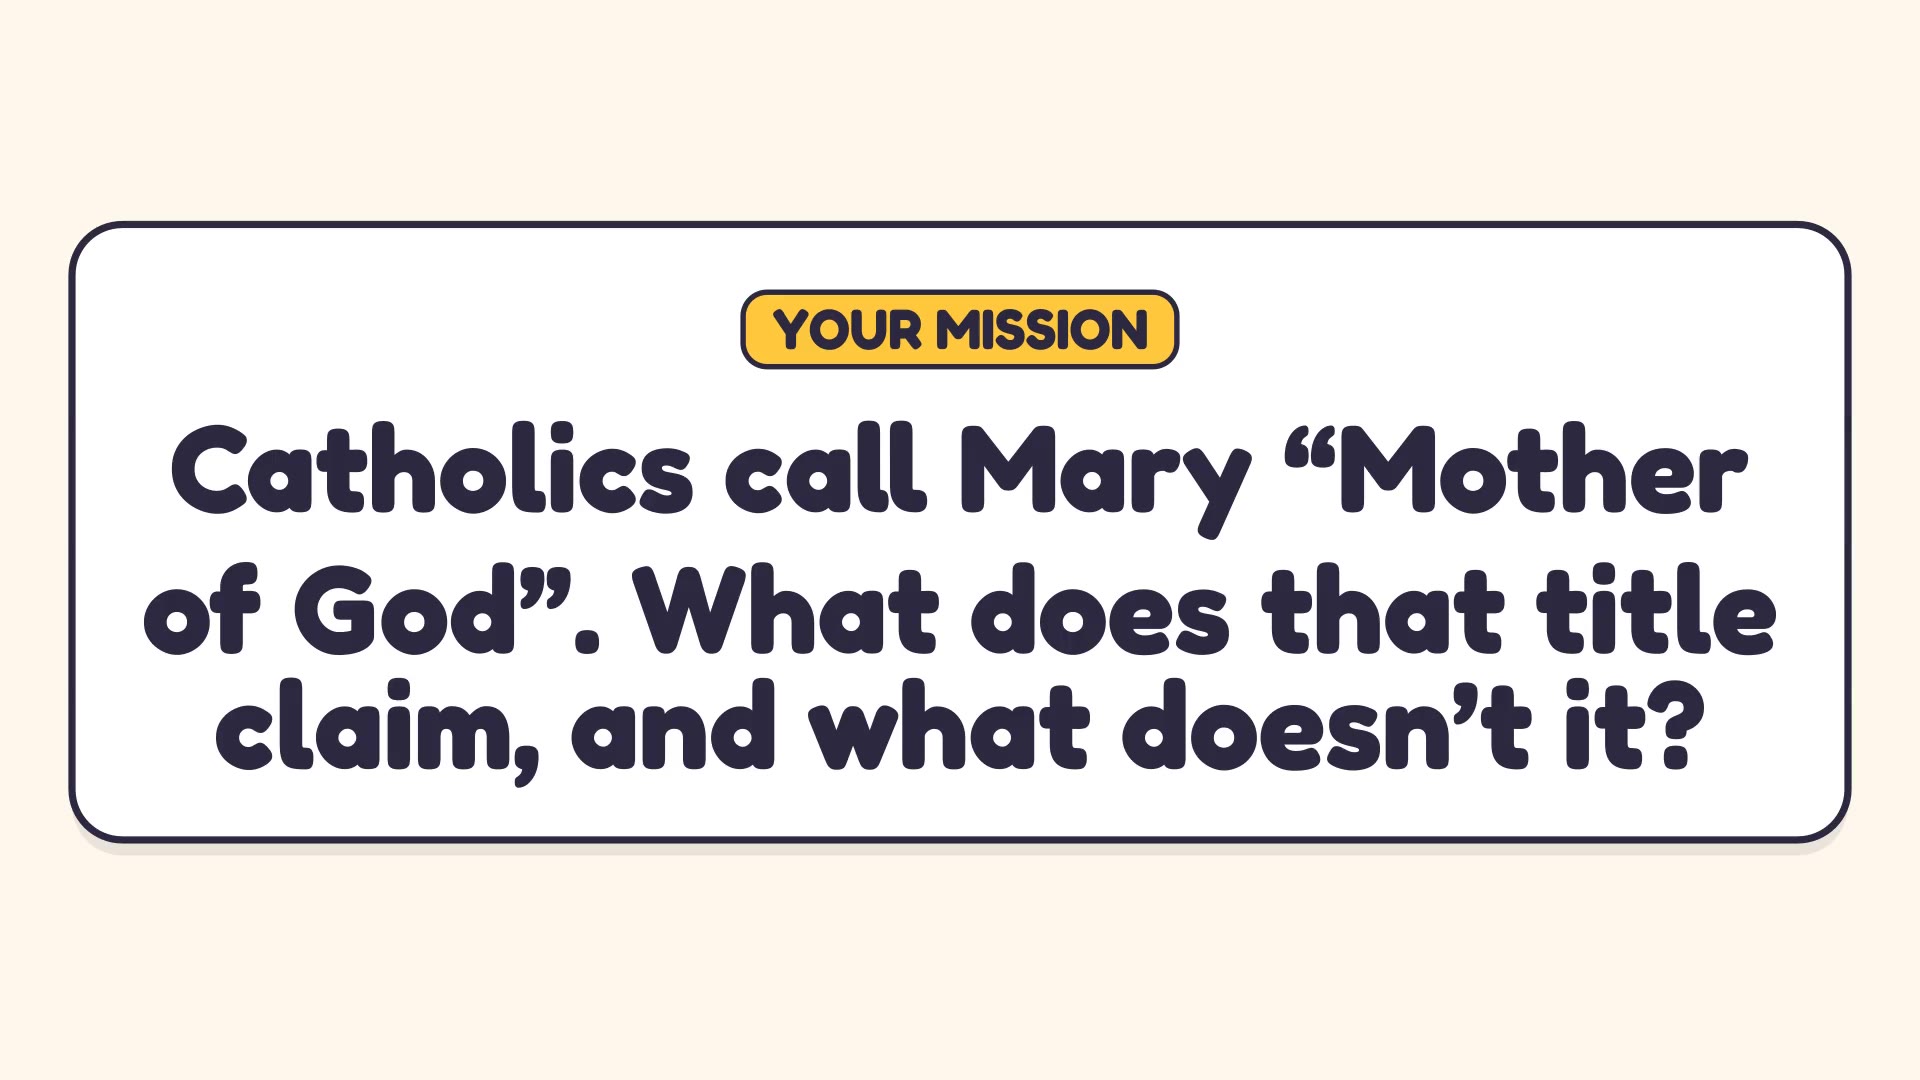 YOUR MISSION
Catholics call Mary “Mother
of God”. What does that title
claim, and what doesn’t it?